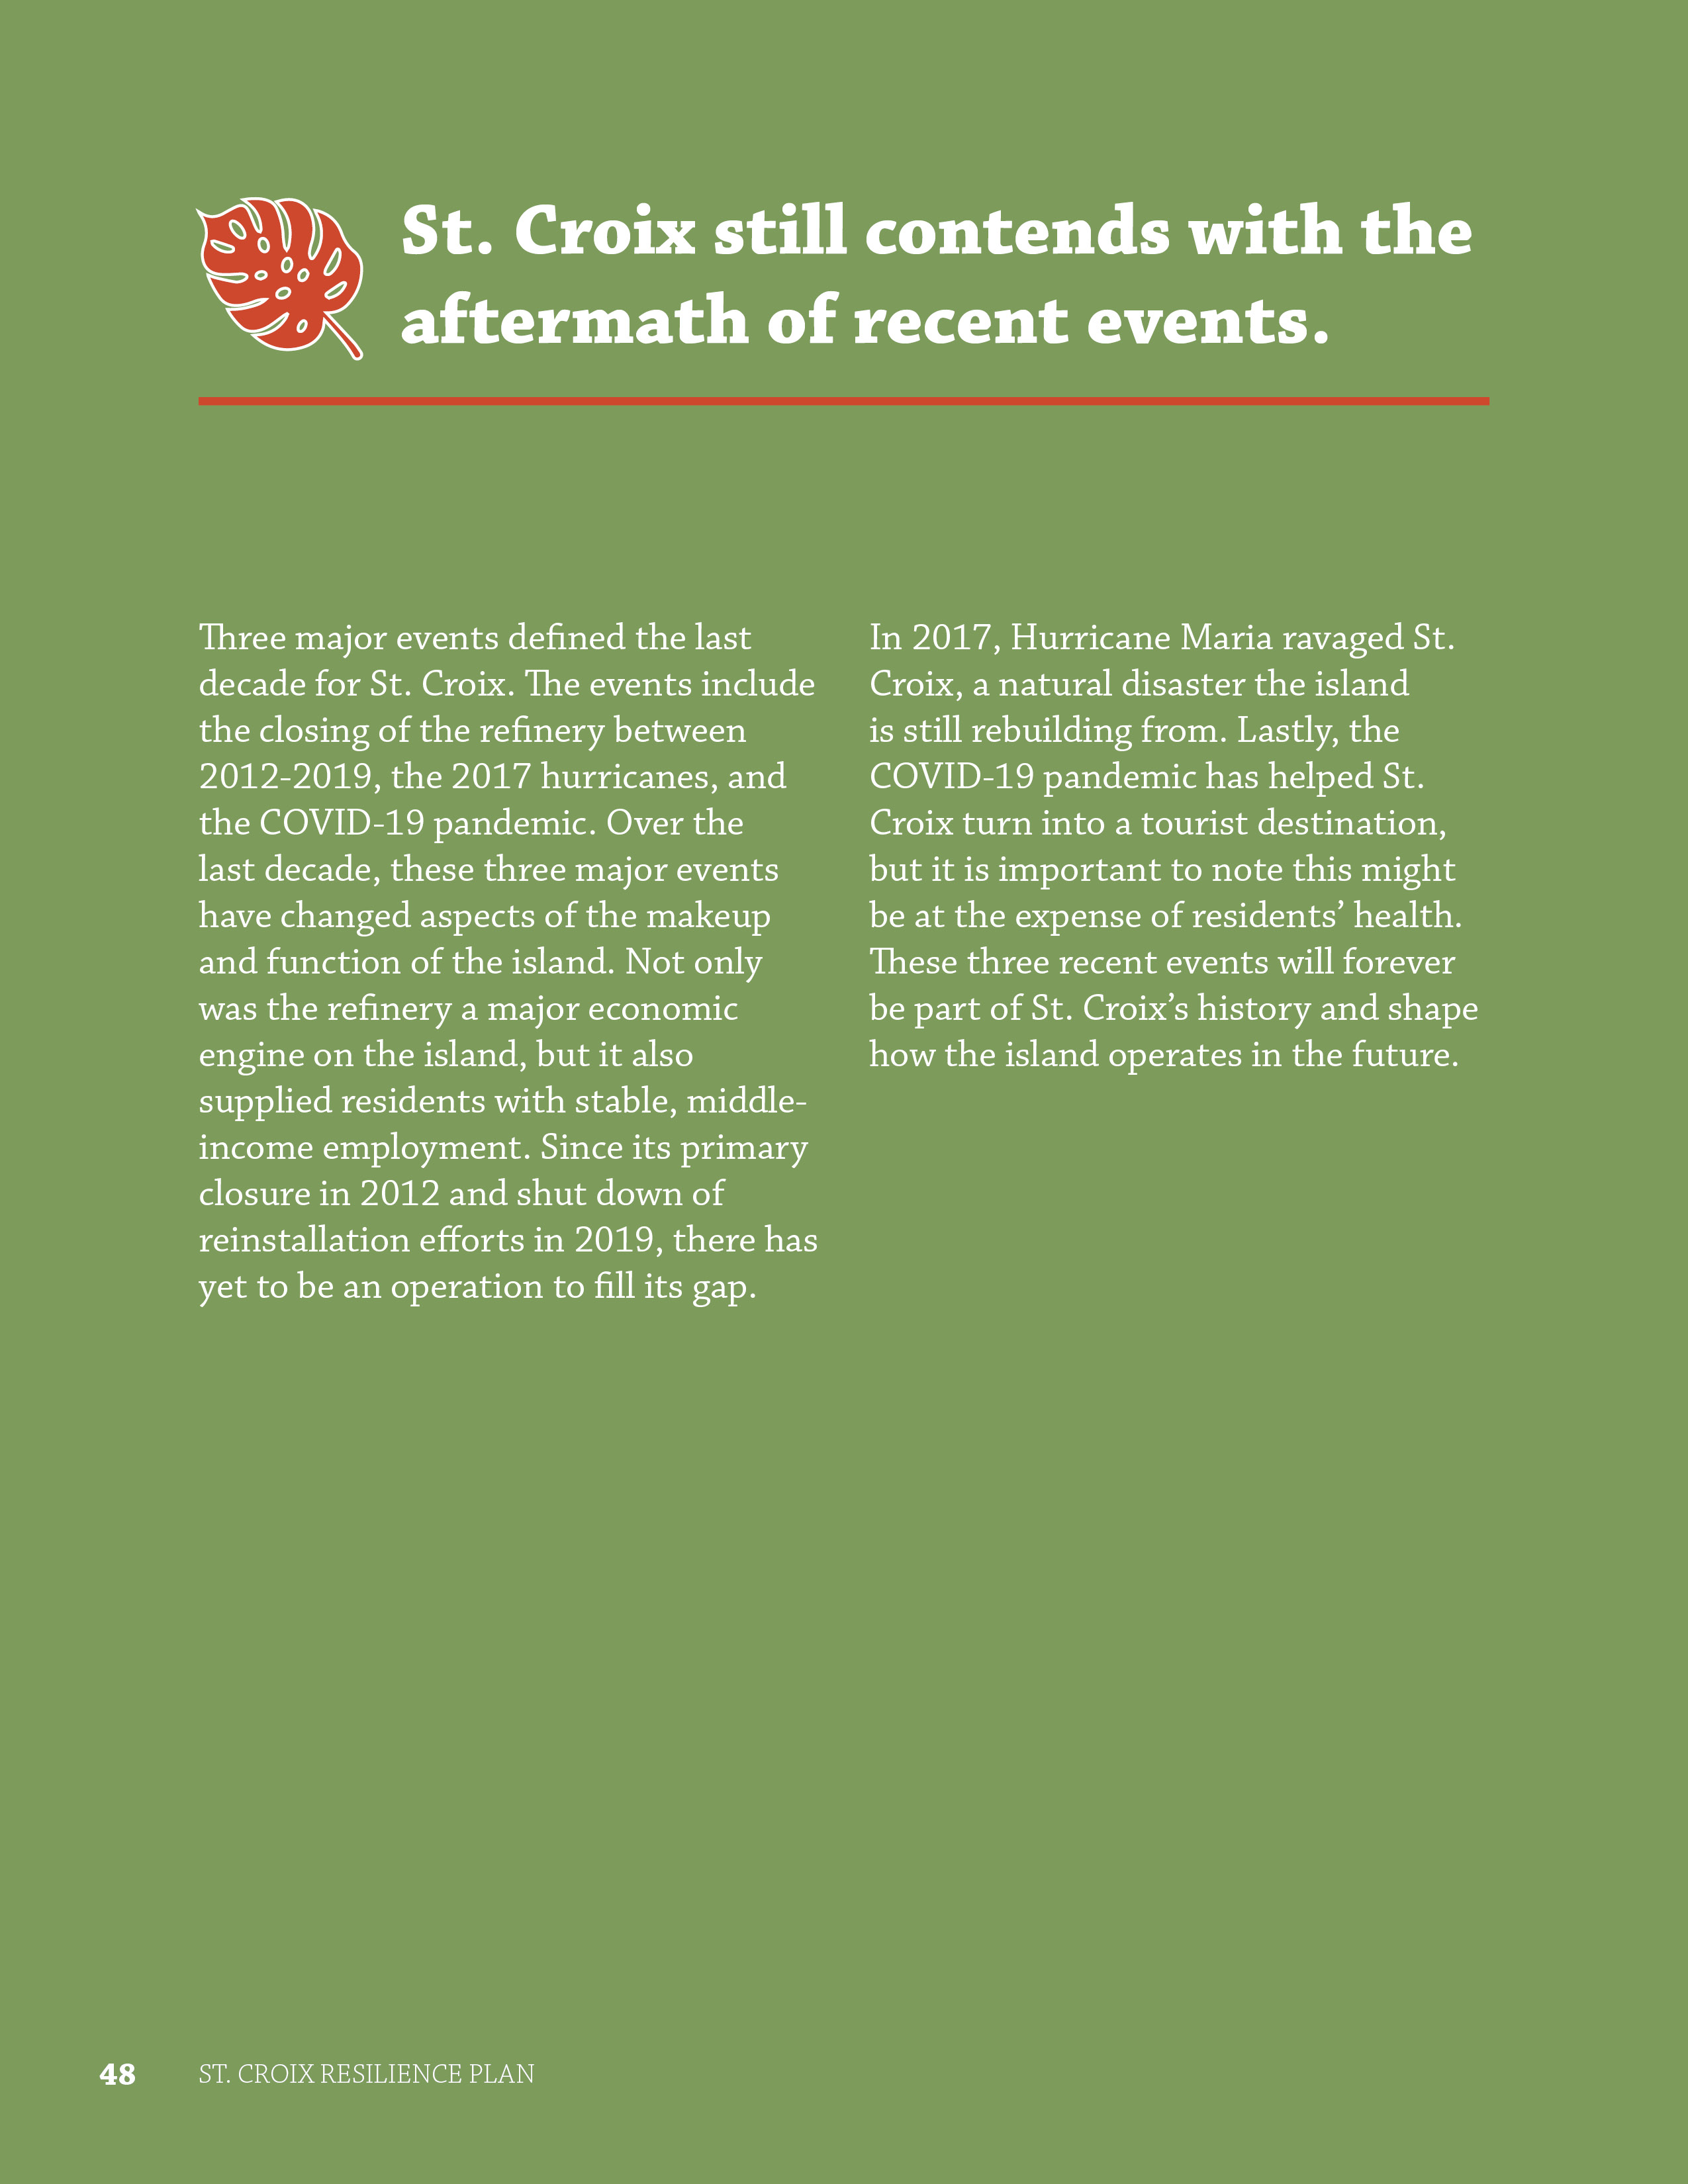 St. Croix still contends with the
aftermath of recent events.
Three major events defined the last
decade for St. Croix. The events include
the closing of the refinery between
2012-2019, the 2017 hurricanes, and
the COVID-19 pandemic. Over the
last decade, these three major events
have changed aspects of the makeup
and function of the island. Not only
was the refinery a major economic
engine on the island, but it also
supplied residents with stable, middle-
income employment. Since its primary
closure in 2012 and shut down of
reinstallation efforts in 2019, there has
yet to be an operation to fill its gap.
In 2017, Hurricane Maria ravaged St.
Croix, a natural disaster the island
is still rebuilding from. Lastly, the
COVID-19 pandemic has helped St.
Croix turn into a tourist destination,
but it is important to note this might
be at the expense of residents’ health.
These three recent events will forever
be part of St. Croix’s history and shape
how the island operates in the future.
48 ST. CROIX RESILIENCE PLAN